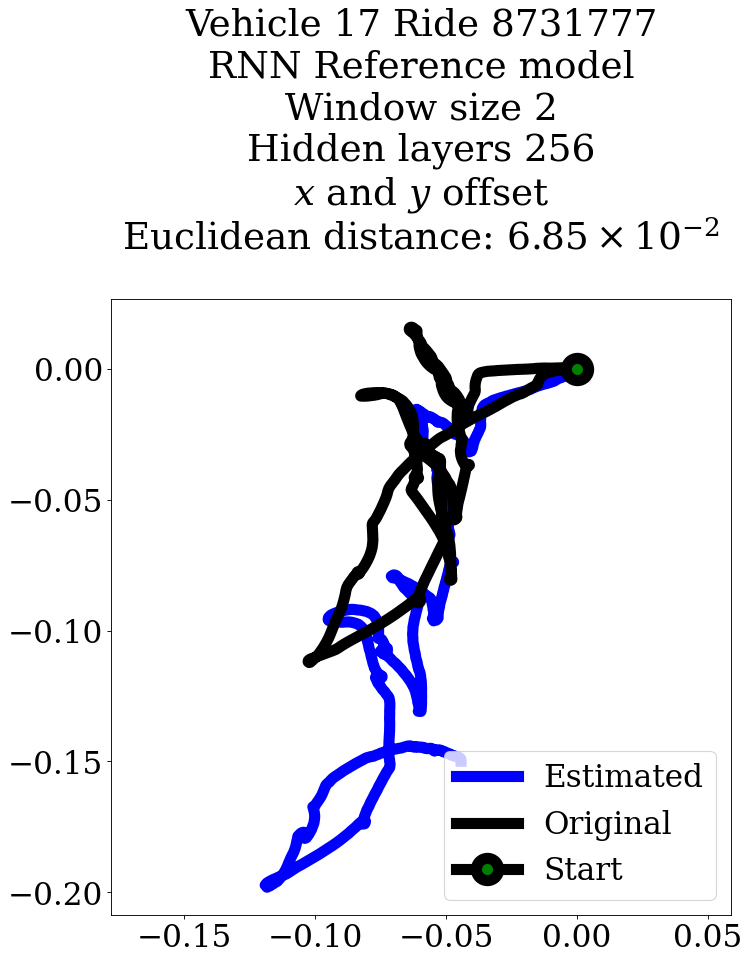 Vehicle 17 Ride 8731777
RNN Reference model
Window size 2
Hidden layers 256
x and y offset
Euclidean distance: 6.85 × 10⁻²
0.00
−0.05
−0.10
−0.15
−0.20
Estimated
Original
Start
−0.15 −0.10 −0.05 0.00 0.05